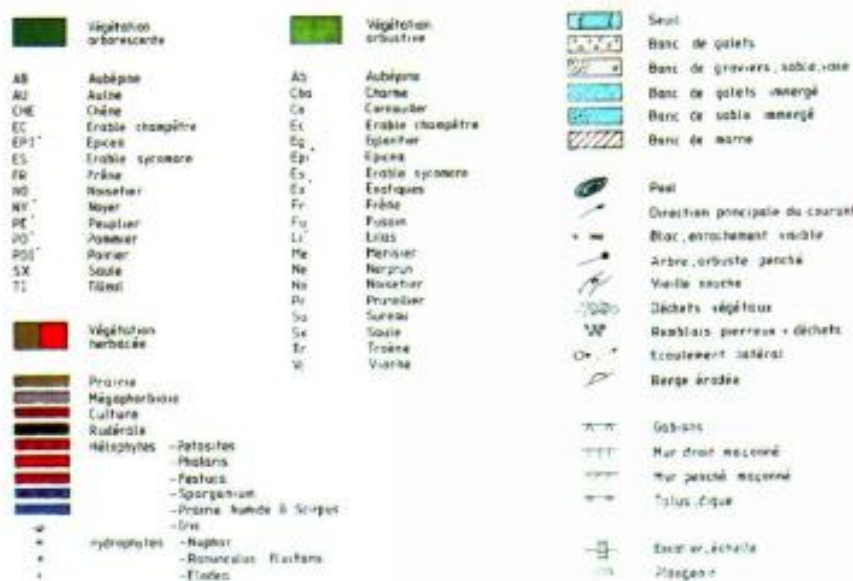 Végétation
arborescente
AB Aubépine
AU Aulne
CHE Chêne
EC Erable champêtre
EPI* Epicea
ES Erable sycomore
FR Frêne
NO Noisetier
NY* Noyer
PE* Peuplier
PO* Pommier
POI* Poirier
SX Saule
TI Tilleul
Végétation
herbacée
Prairie
Mégaphorbiaie
Culture
Rudérale
Hélophytes -Petasites
-Phalaris
-Festuca
-Sparganium
-Prairie humide à Scirpus
-Iris
Hydrophytes -Nuphar
-Ranunculus fluitans
-Elodea
Végétation
arbustive
Ab Aubépine
Cha Charme
Co Cornouiller
Ec Erable champêtre
Eg Eglantier
Epi* Epicea
Es Erable sycomore
Ex* Exotiques
Fr Frêne
Fu Fusain
Li* Lilas
Me Merisier
Ne Nerprun
No Noisetier
Pr Prunellier
Su Sureau
Sx Saule
Tr Troène
Vi Viorne
Seuil
Banc de galets
Banc de graviers, sable, vase
Banc de galets immergé
Banc de sable immergé
Banc de marne
Pool
Direction principale du courant
Bloc, enrochement visible
Arbre, arbuste penché
Vieille souche
Déchets végétaux
Remblais pierreux + déchets
Ecoulement latéral
Berge érodée
Gabions
Mur droit maçonné
Mur penché maçonné
Talus, digue
Escalier, échelle
Plongeoir